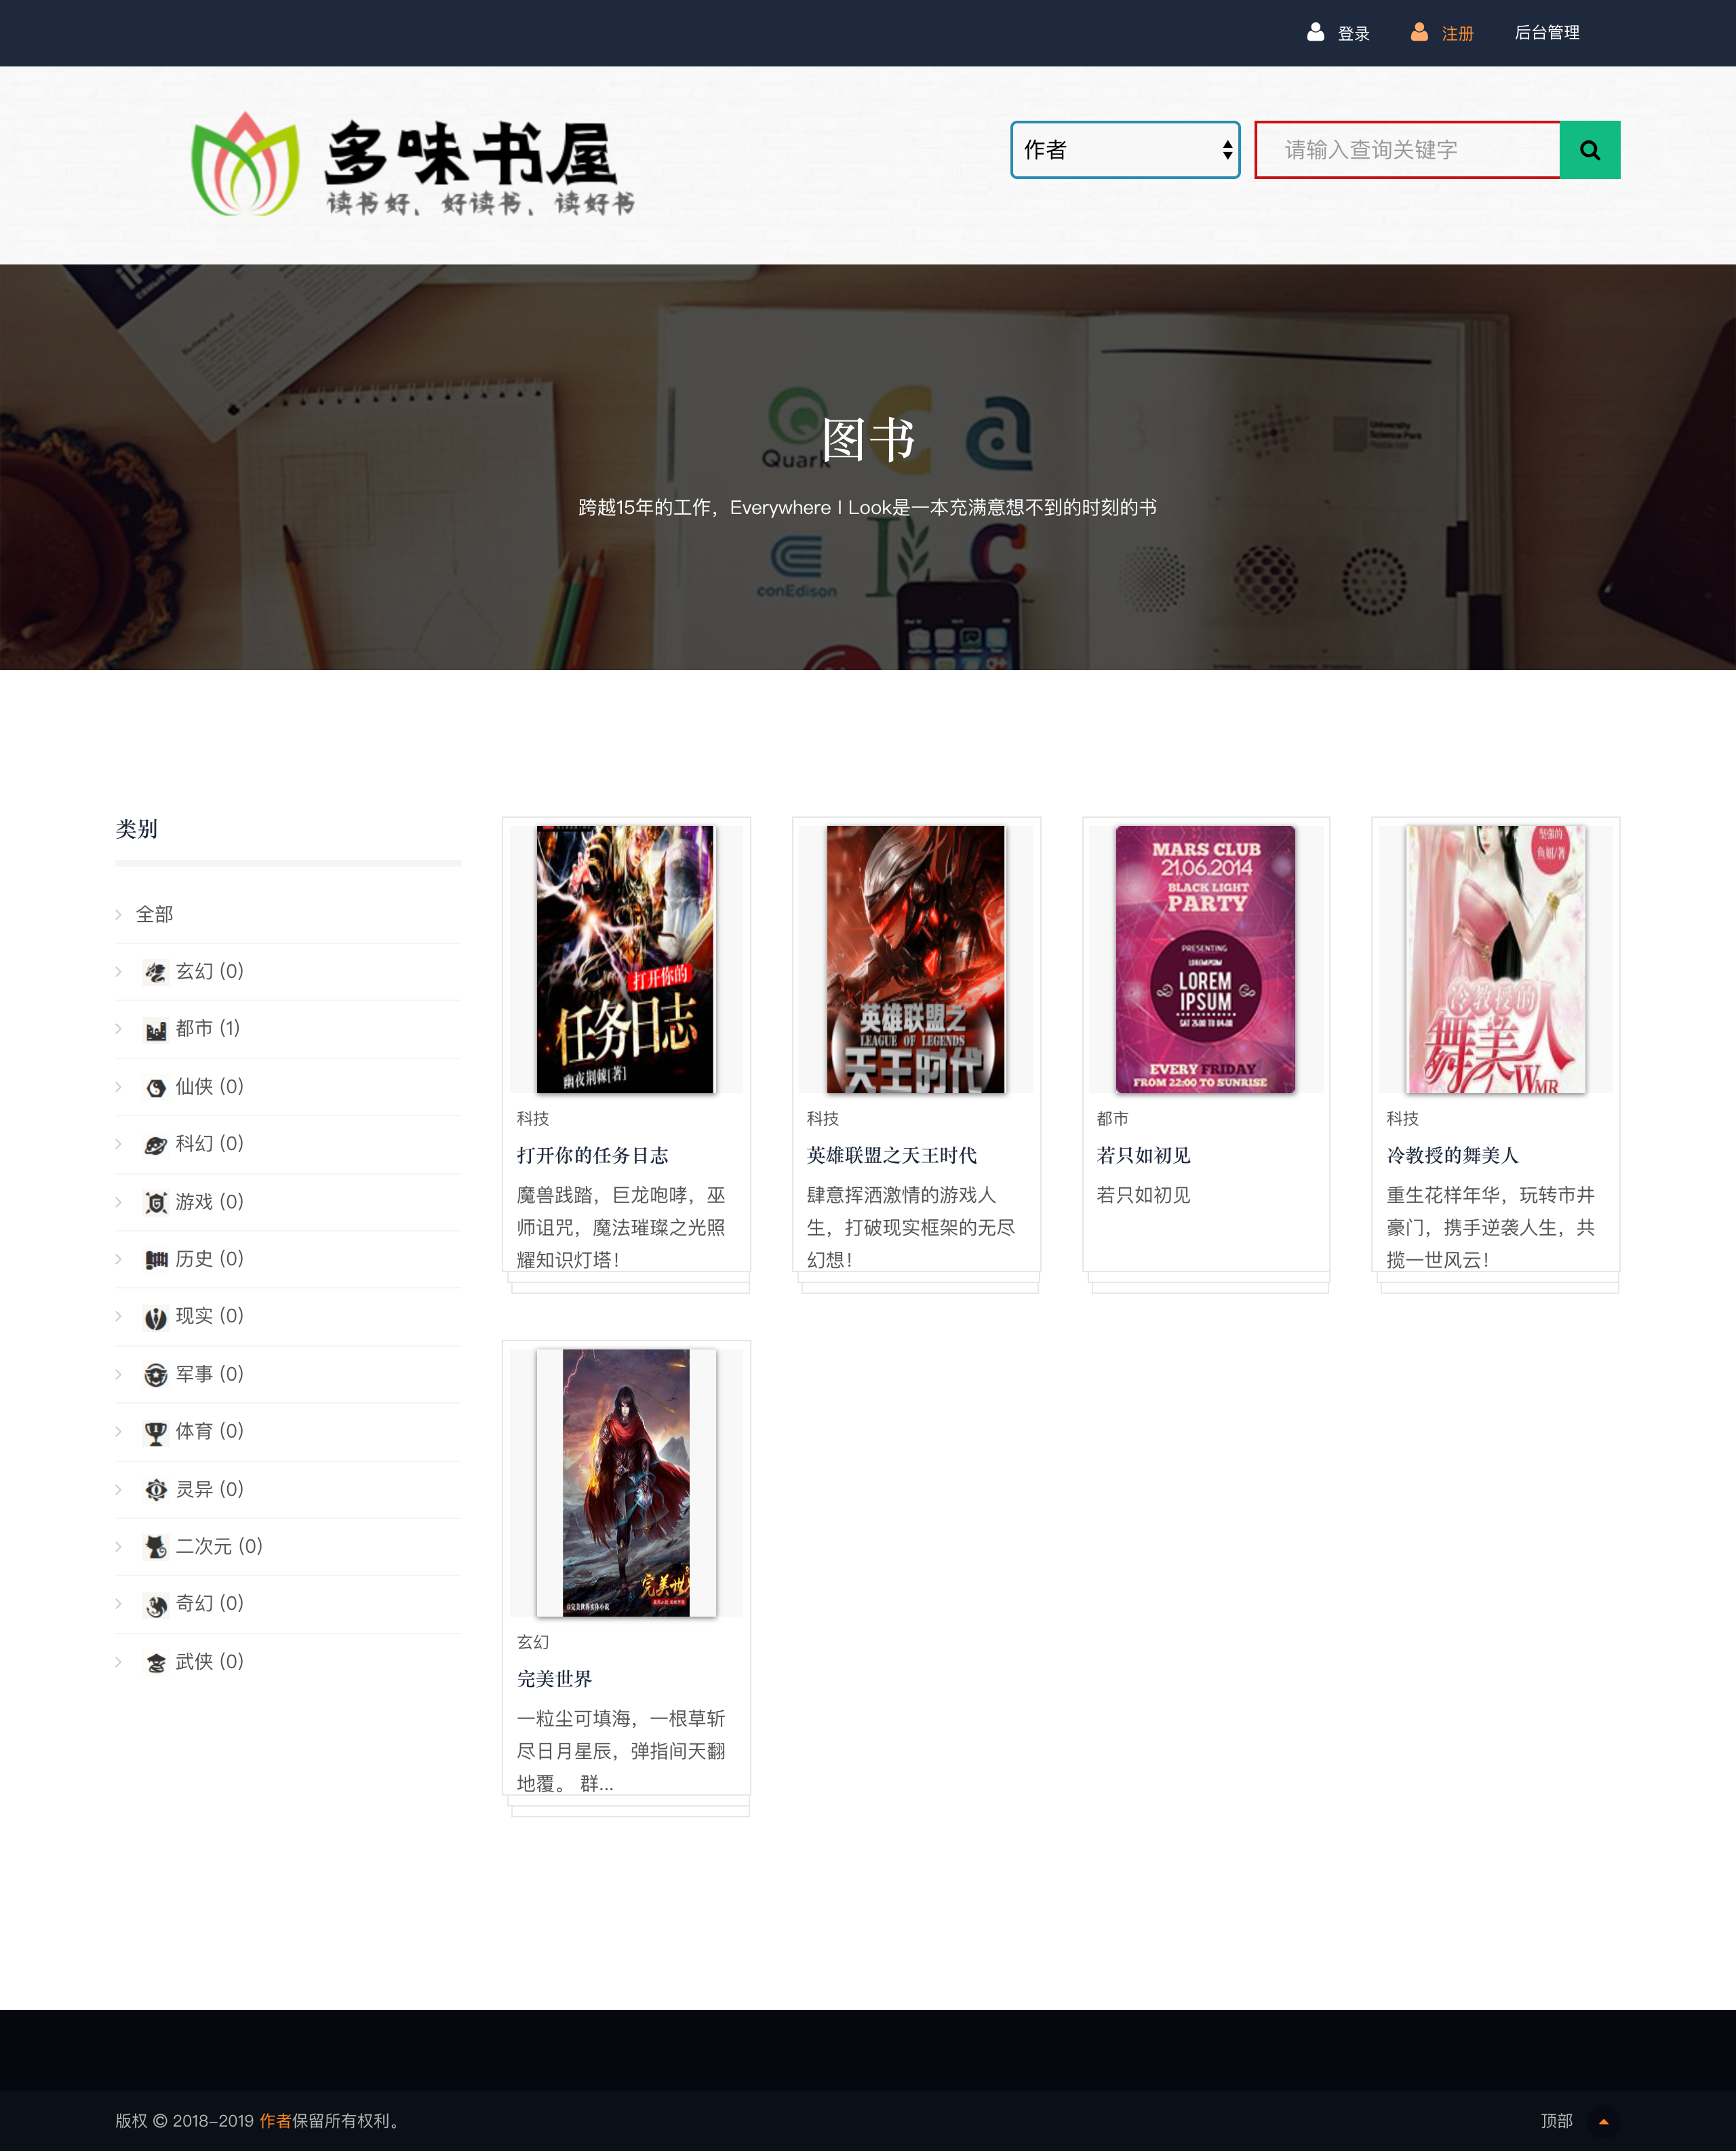 登录
注册
后台管理
多味书屋
读书好、好读书、读好书
作者
请输入查询关键字
Quark
University
Science Park
图书
跨越15年的工作，Everywhere I Look是一本充满意想不到的时刻的书
conEdison
类别
全部
玄幻 (0)
都市 (1)
仙侠 (0)
科幻 (0)
游戏 (0)
历史 (0)
现实 (0)
军事 (0)
体育 (0)
灵异 (0)
二次元 (0)
奇幻 (0)
武侠 (0)
打开你的
任务日志
幽夜荆棘[著]
科技
打开你的任务日志
魔兽践踏，巨龙咆哮，巫
师诅咒，魔法璀璨之光照
耀知识灯塔！
英雄联盟之
LEAGUE OF LEGENDS
天王时代
科技
英雄联盟之天王时代
肆意挥洒激情的游戏人
生，打破现实框架的无尽
幻想！
MARS CLUB
21.06.2014
BLACK LIGHT
PARTY
PRESENTING
LOREM IPSUM
LOREM
IPSUM
EVERY FRIDAY
FROM 22:00 TO SUNRISE
都市
若只如初见
若只如初见
坚强的
鱼姐/著
冷教授的
舞美人
WMR
科技
冷教授的舞美人
重生花样年华，玩转市井
豪门，携手逆袭人生，共
揽一世风云！
完美世界
玄幻
完美世界
一粒尘可填海，一根草斩
尽日月星辰，弹指间天翻
地覆。 群...
版权 © 2018-2019 作者保留所有权利。
顶部